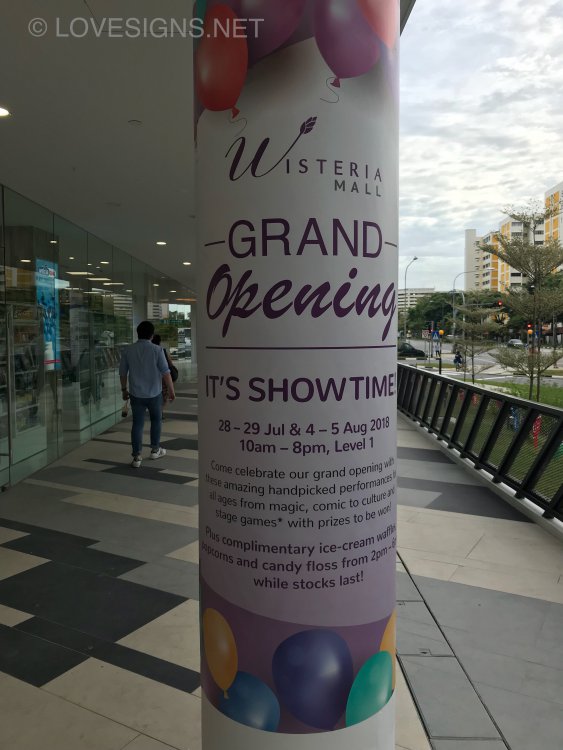 © LOVESIGNS.NET
WISTERIA
MALL
GRAND
Opening
IT'S SHOWTIME!
28 – 29 Jul & 4 – 5 Aug 2018
10am – 8pm, Level 1
Come celebrate our grand opening with
these amazing handpicked performances for
all ages from magic, comic to culture and
stage games* with prizes to be won!
Plus complimentary ice-cream waffles,
popcorns and candy floss from 2pm –
while stocks last!